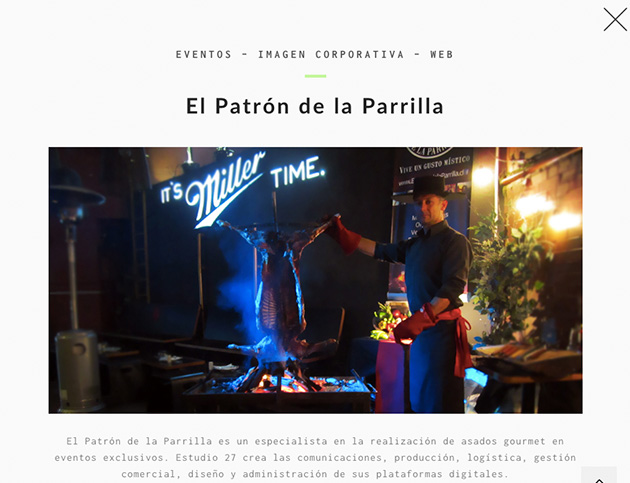 EVENTOS – IMAGEN CORPORATIVA – WEB
El Patrón de la Parrilla
IT'S Miller TIME.
LA PARR
VIVE UN GUSTO MÍSTICO
El Patrón de la Parrilla es un especialista en la realización de asados gourmet en
eventos exclusivos. Estudio 27 crea las comunicaciones, producción, logística, gestión
comercial, diseño y administración de sus plataformas digitales.